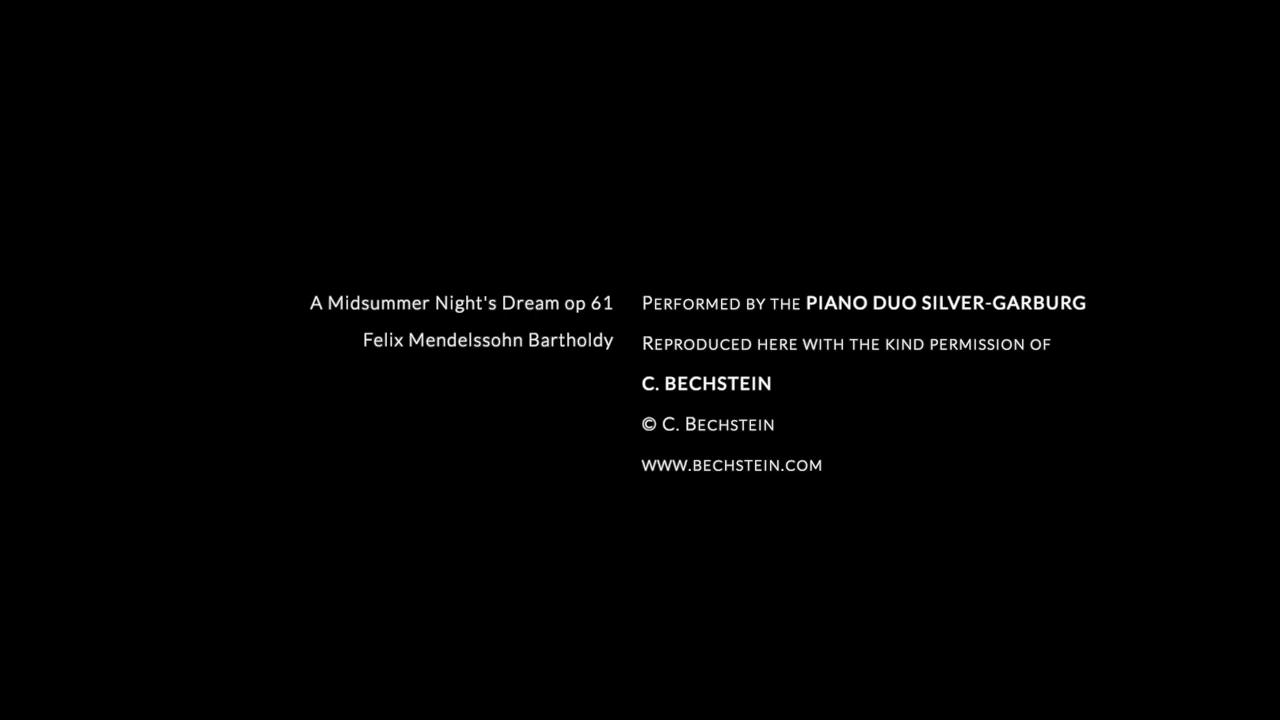 A Midsummer Night's Dream op 61
Felix Mendelssohn Bartholdy
PERFORMED BY THE PIANO DUO SILVER-GARBURG
REPRODUCED HERE WITH THE KIND PERMISSION OF
C. BECHSTEIN
© C. BECHSTEIN
WWW.BECHSTEIN.COM